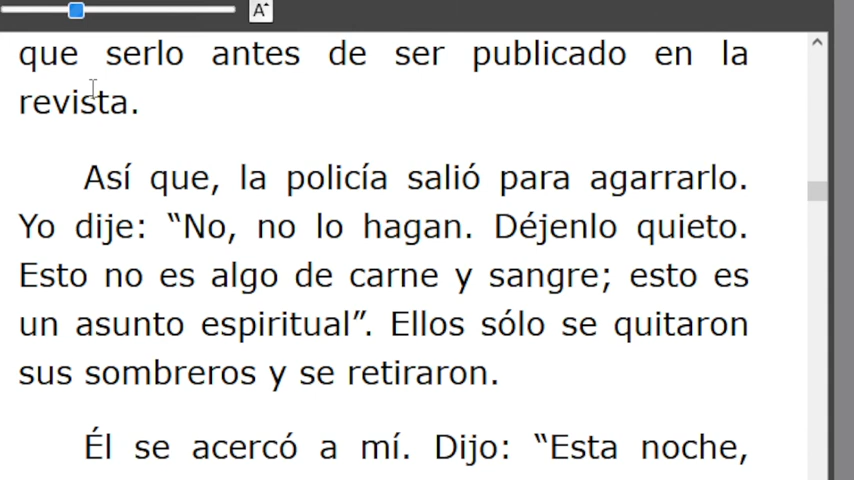 A
que serlo antes de ser publicado en la
revista.
Así que, la policía salió para agarrarlo.
Yo dije: “No, no lo hagan. Déjenlo quieto.
Esto no es algo de carne y sangre; esto es
un asunto espiritual”. Ellos sólo se quitaron
sus sombreros y se retiraron.
Él se acercó a mí. Dijo: “Esta noche,